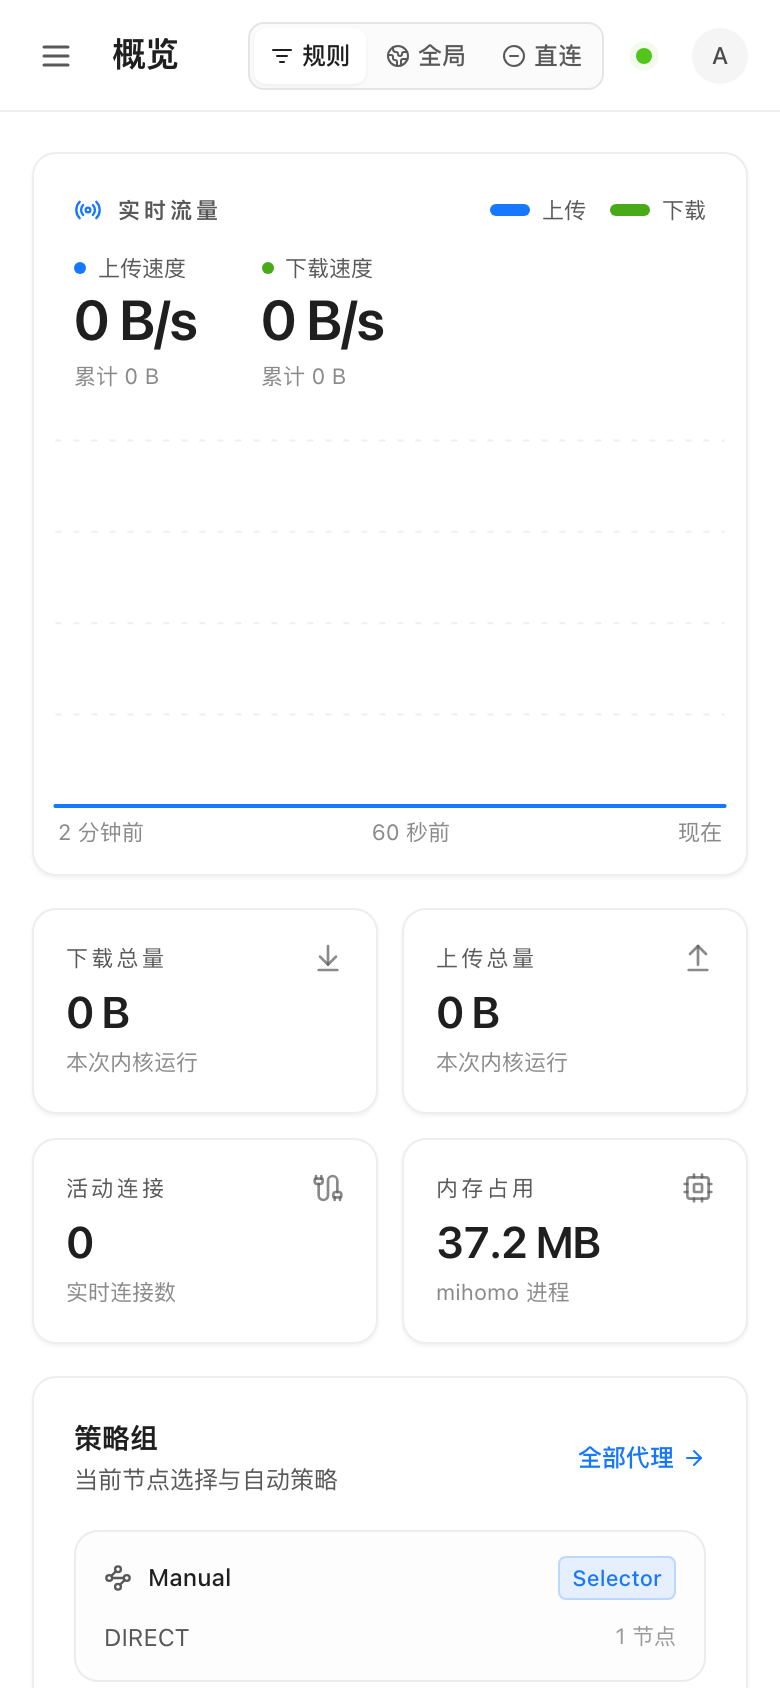 概览
规则
全局
直连
A
实时流量
上传
下载
上传速度
下载速度
0 B/s
0 B/s
累计 0 B
累计 0 B
2 分钟前
60 秒前
现在
下载总量
0 B
本次内核运行
上传总量
0 B
本次内核运行
活动连接
0
实时连接数
内存占用
37.2 MB
mihomo 进程
策略组
当前节点选择与自动策略
全部代理 →
Manual
Selector
DIRECT
1 节点